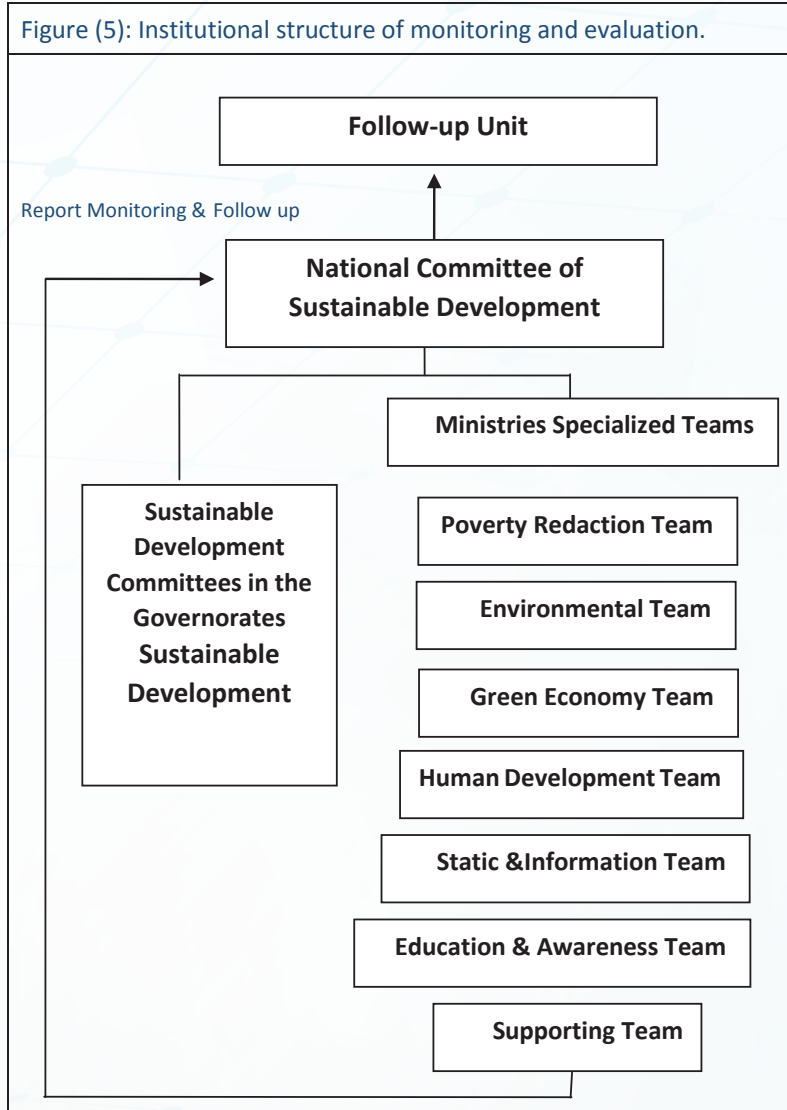 Figure (5): Institutional structure of monitoring and evaluation.
Follow-up Unit
Report Monitoring & Follow up
National Committee of
Sustainable Development
Ministries Specialized Teams
Sustainable
Development
Committees in the
Governorates
Sustainable
Development
Poverty Redaction Team
Environmental Team
Green Economy Team
Human Development Team
Static &Information Team
Education & Awareness Team
Supporting Team